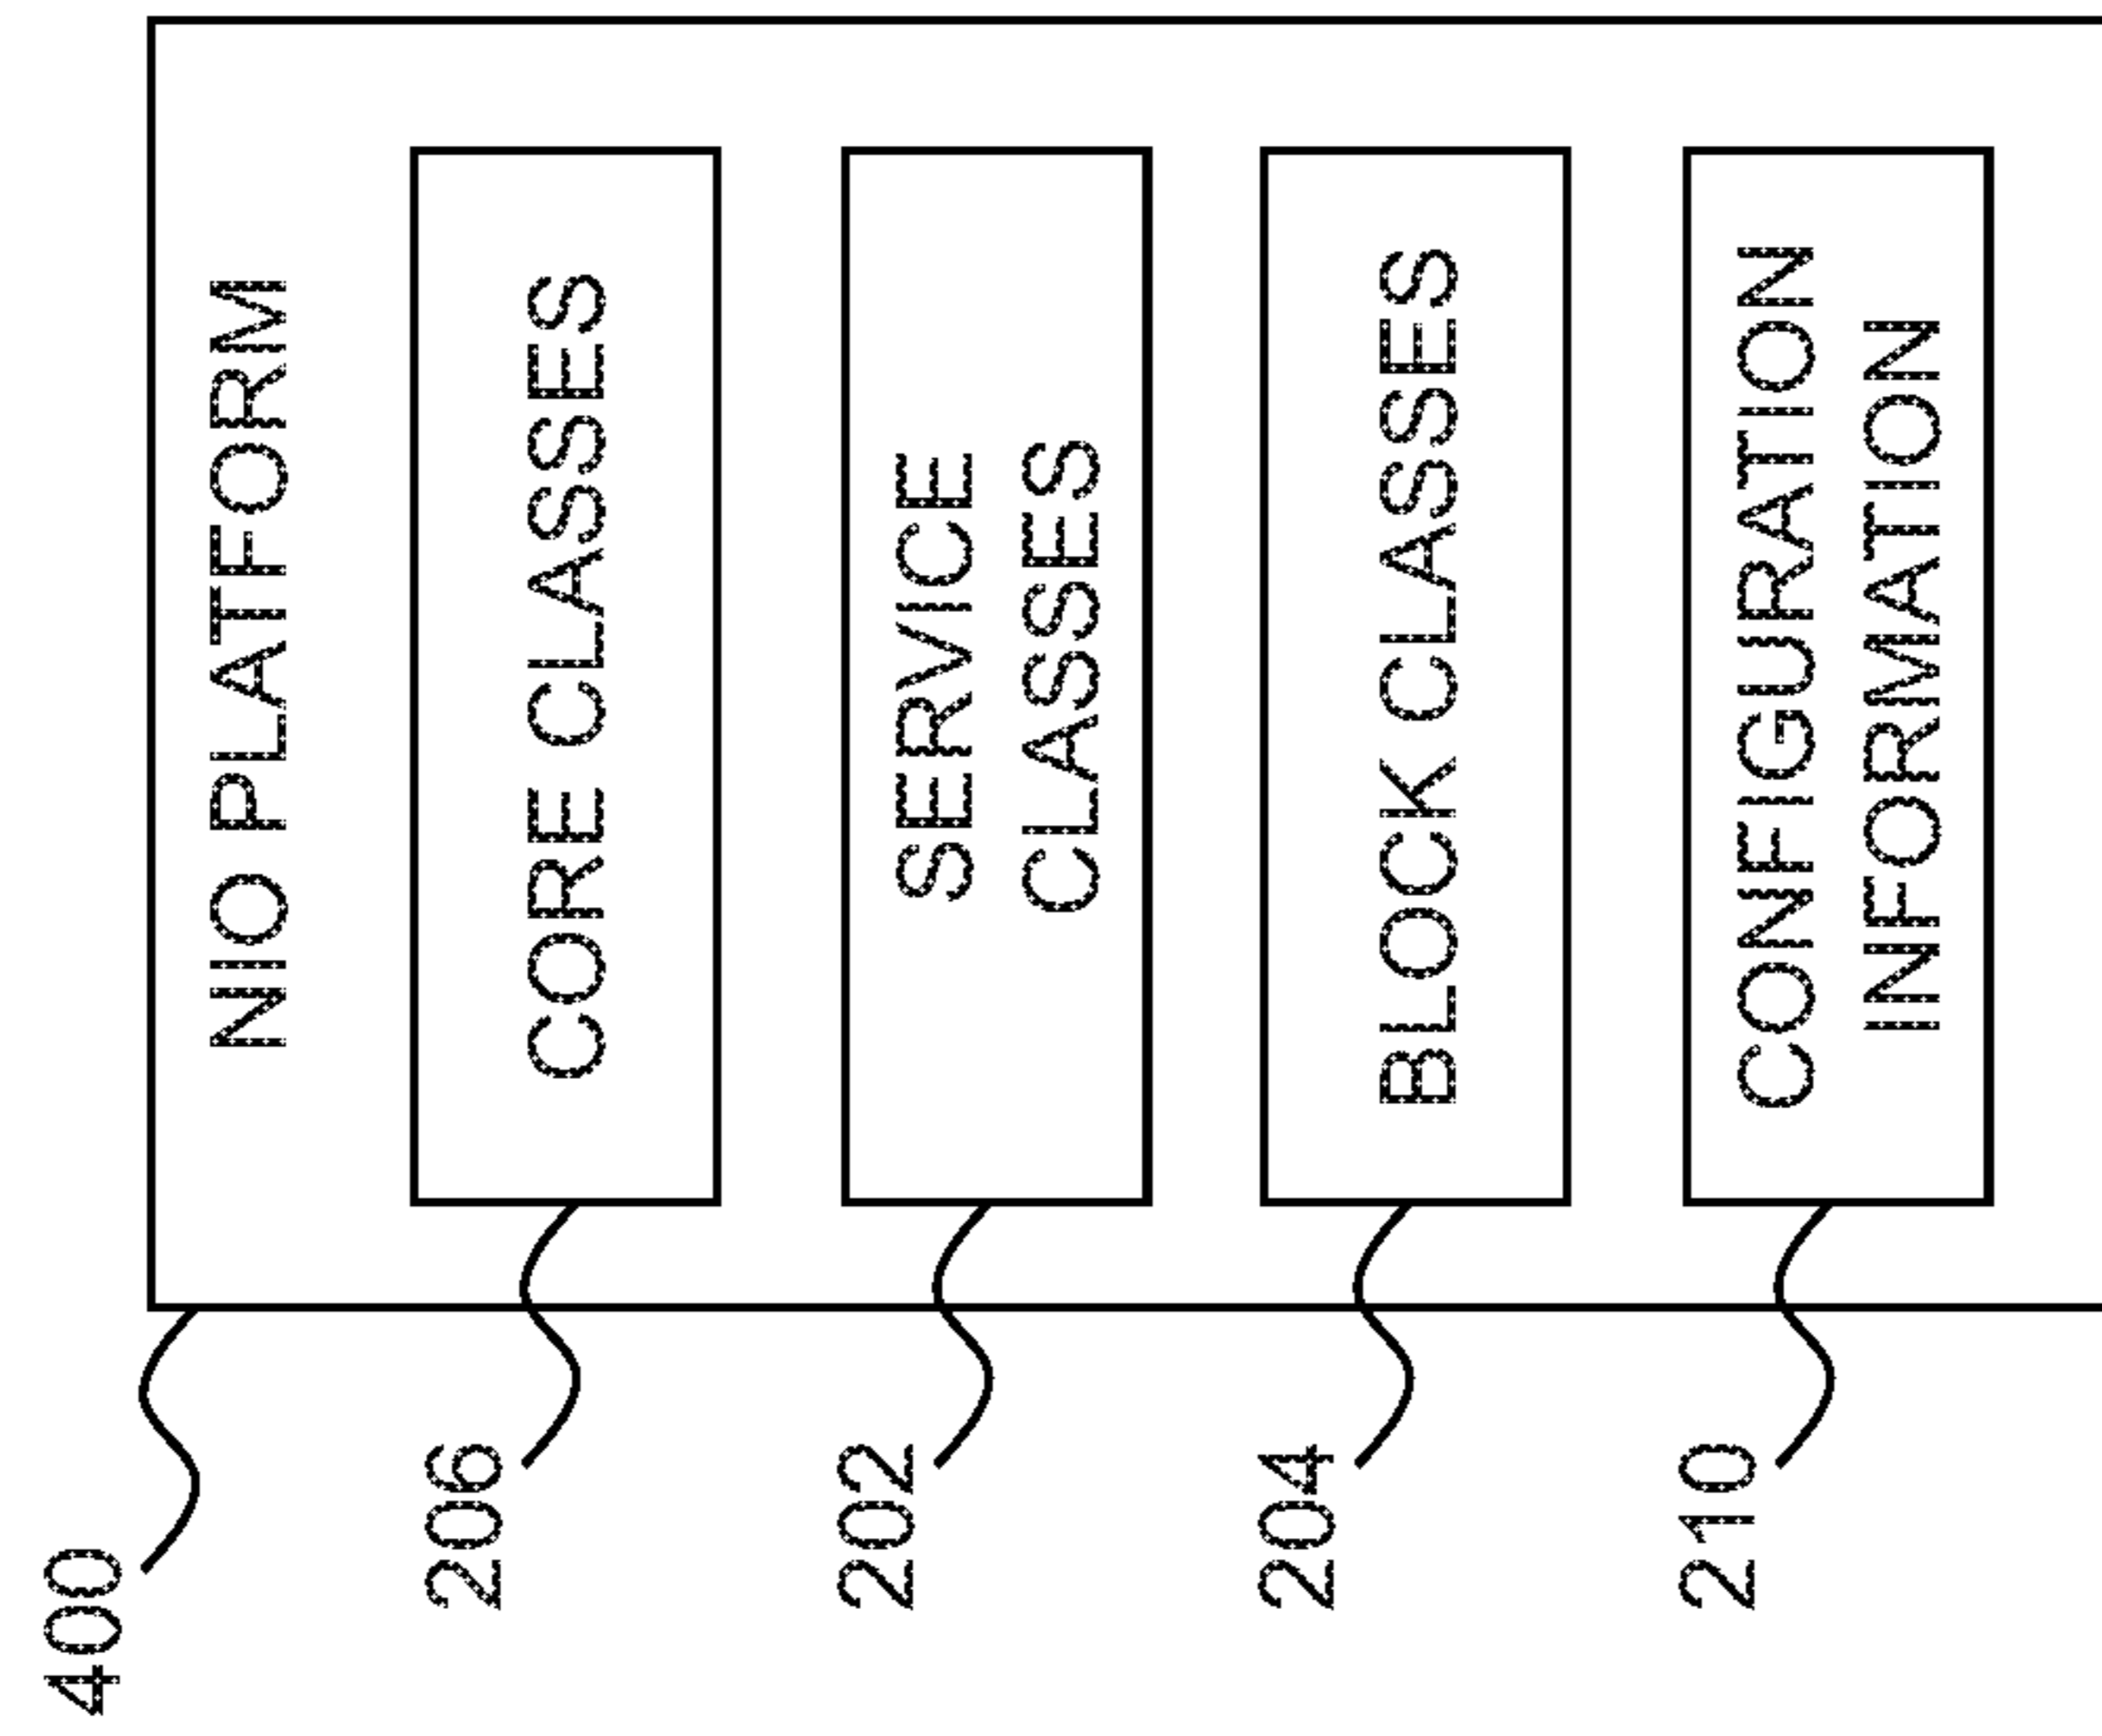 400
NIO PLATFORM
206
CORE CLASSES
202
SERVICE
CLASSES
204
BLOCK CLASSES
210
CONFIGURATION
INFORMATION